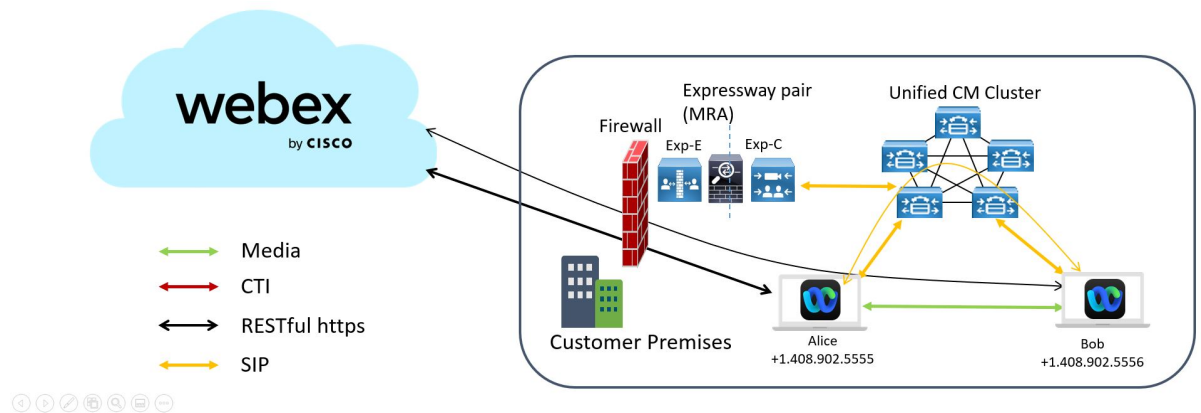 webex
by CISCO
Expressway pair
(MRA)
Unified CM Cluster
Firewall
Exp-E
Exp-C
Media
CTI
RESTful https
SIP
Customer Premises
Alice
+1.408.902.5555
Bob
+1.408.902.5556